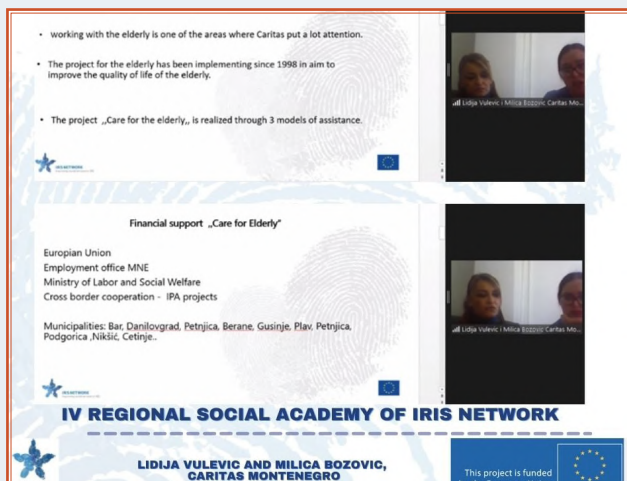 • working with the elderly is one of the areas where Caritas put a lot attention.
• The project for the elderly has been implementing since 1998 in aim to
improve the quality of life of the elderly.
• The project ,,Care for the elderly,, is realized through 3 models of assistance.
Lidija Vulevic i Milica Bozovic Caritas Mo...
IRIS NETWORK
Financial support ,,Care for Elderly"
Europian Union
Employment office MNE
Ministry of Labor and Social Welfare
Cross border cooperation - IPA projects
Municipalities: Bar, Danilovgrad, Petnjica, Berane, Gusinje, Plav, Petnjica,
Podgorica ,Nikšić, Cetinje..
Lidija Vulevic i Milica Bozovic Caritas Mo...
IRIS NETWORK
IV REGIONAL SOCIAL ACADEMY OF IRIS NETWORK
LIDIJA VULEVIC AND MILICA BOZOVIC,
CARITAS MONTENEGRO
This project is funded